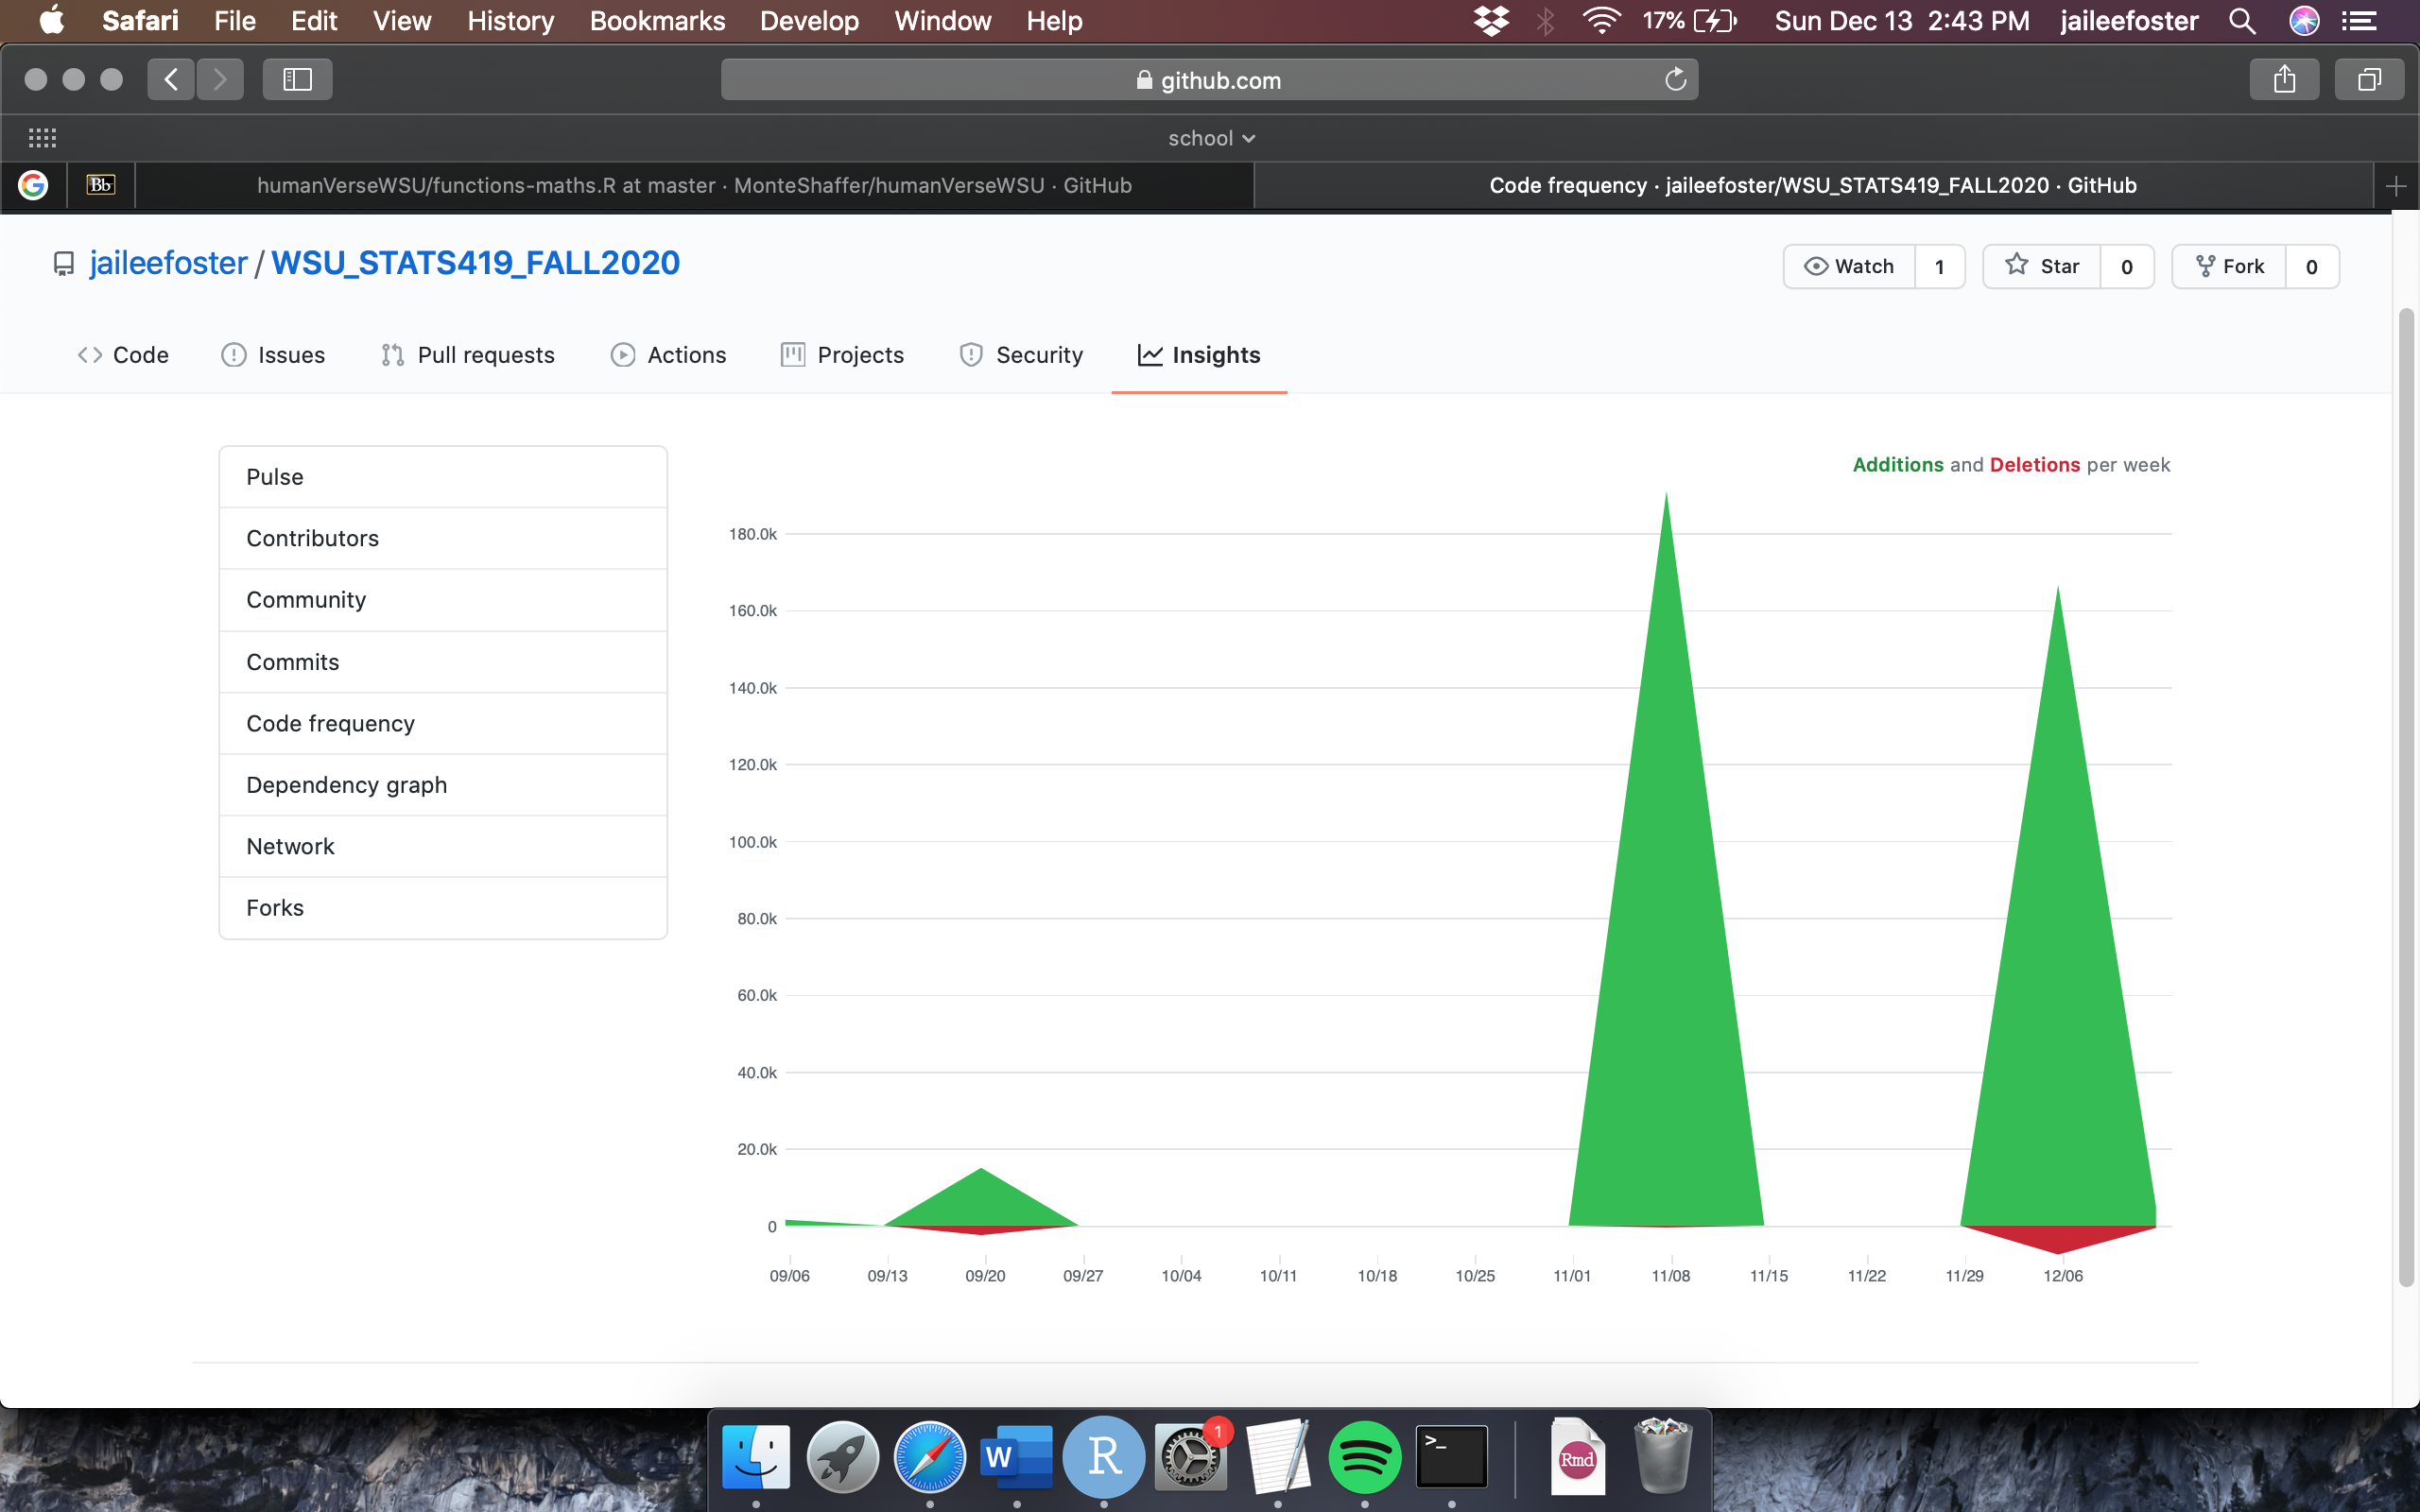 Safari File Edit View History Bookmarks Develop Window Help 17% Sun Dec 13 2:43 PM jaileefoster
github.com
school
G Bb humanVerseWSU/functions-maths.R at master · MonteShaffer/humanVerseWSU · GitHub Code frequency · jaileefoster/WSU_STATS419_FALL2020 · GitHub
jaileefoster / WSU_STATS419_FALL2020 Watch 1 Star 0 Fork 0
Code Issues Pull requests Actions Projects Security Insights
Pulse
Contributors
Community
Commits
Code frequency
Dependency graph
Network
Forks
Additions and Deletions per week
180.0k
160.0k
140.0k
120.0k
100.0k
80.0k
60.0k
40.0k
20.0k
0
09/06 09/13 09/20 09/27 10/04 10/11 10/18 10/25 11/01 11/08 11/15 11/22 11/29 12/06
W R 1 >_ Rmd